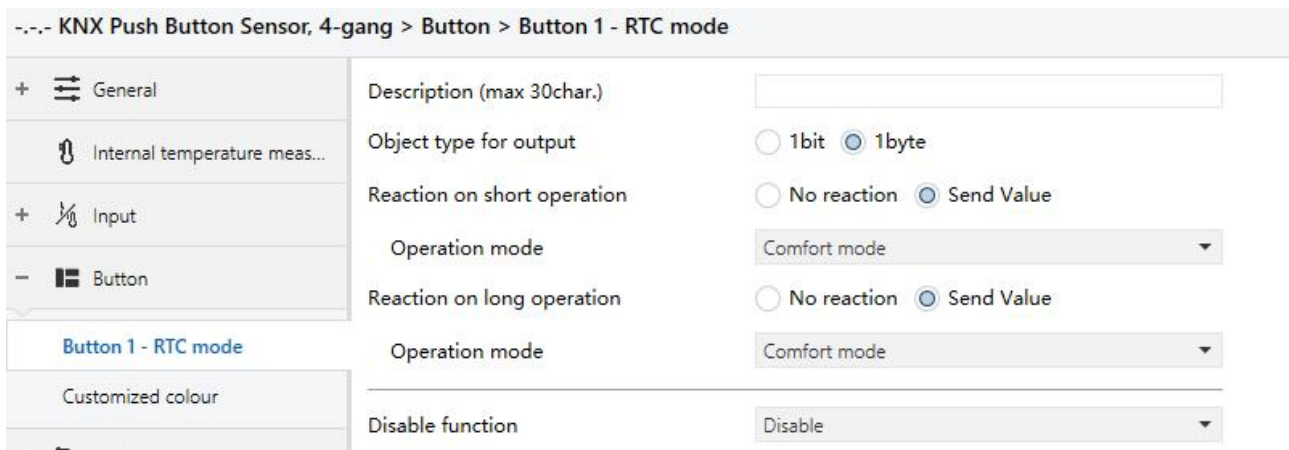 -.-.- KNX Push Button Sensor, 4-gang > Button > Button 1 - RTC mode
+ General
Internal temperature meas...
+ Input
− Button
Button 1 - RTC mode
Customized colour
Description (max 30char.)
Object type for output 1bit 1byte
Reaction on short operation No reaction Send Value
Operation mode Comfort mode
Reaction on long operation No reaction Send Value
Operation mode Comfort mode
Disable function Disable